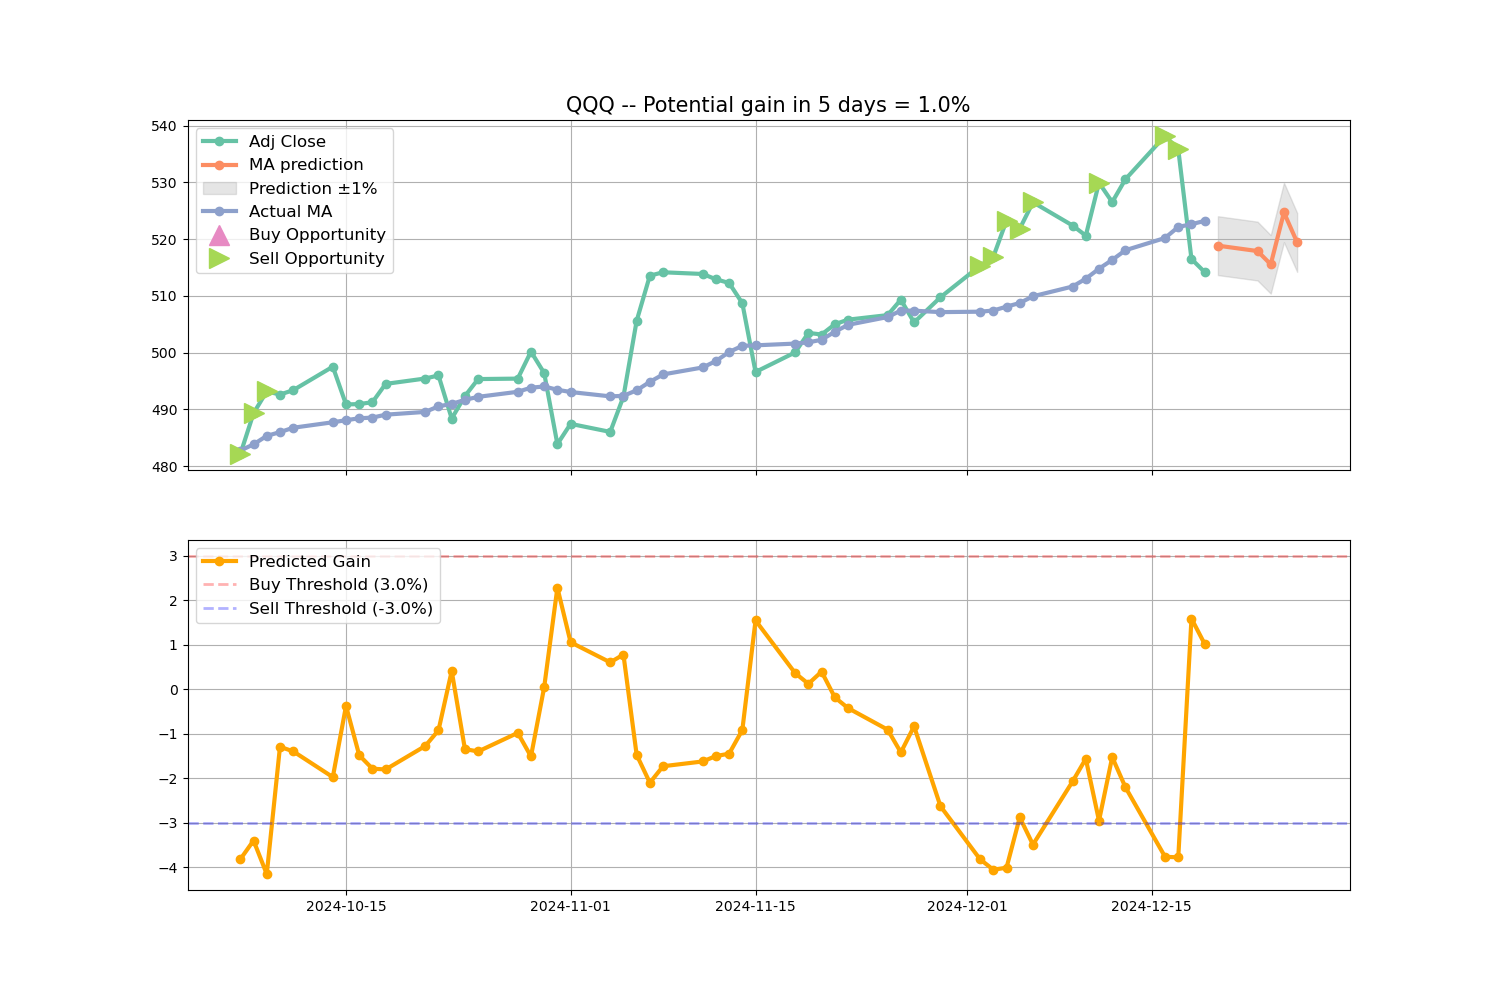 QQQ -- Potential gain in 5 days = 1.0%
540
530
520
510
500
490
480
Adj Close
MA prediction
Prediction ±1%
Actual MA
Buy Opportunity
Sell Opportunity
3
2
1
0
−1
−2
−3
−4
Predicted Gain
Buy Threshold (3.0%)
Sell Threshold (-3.0%)
2024-10-15
2024-11-01
2024-11-15
2024-12-01
2024-12-15